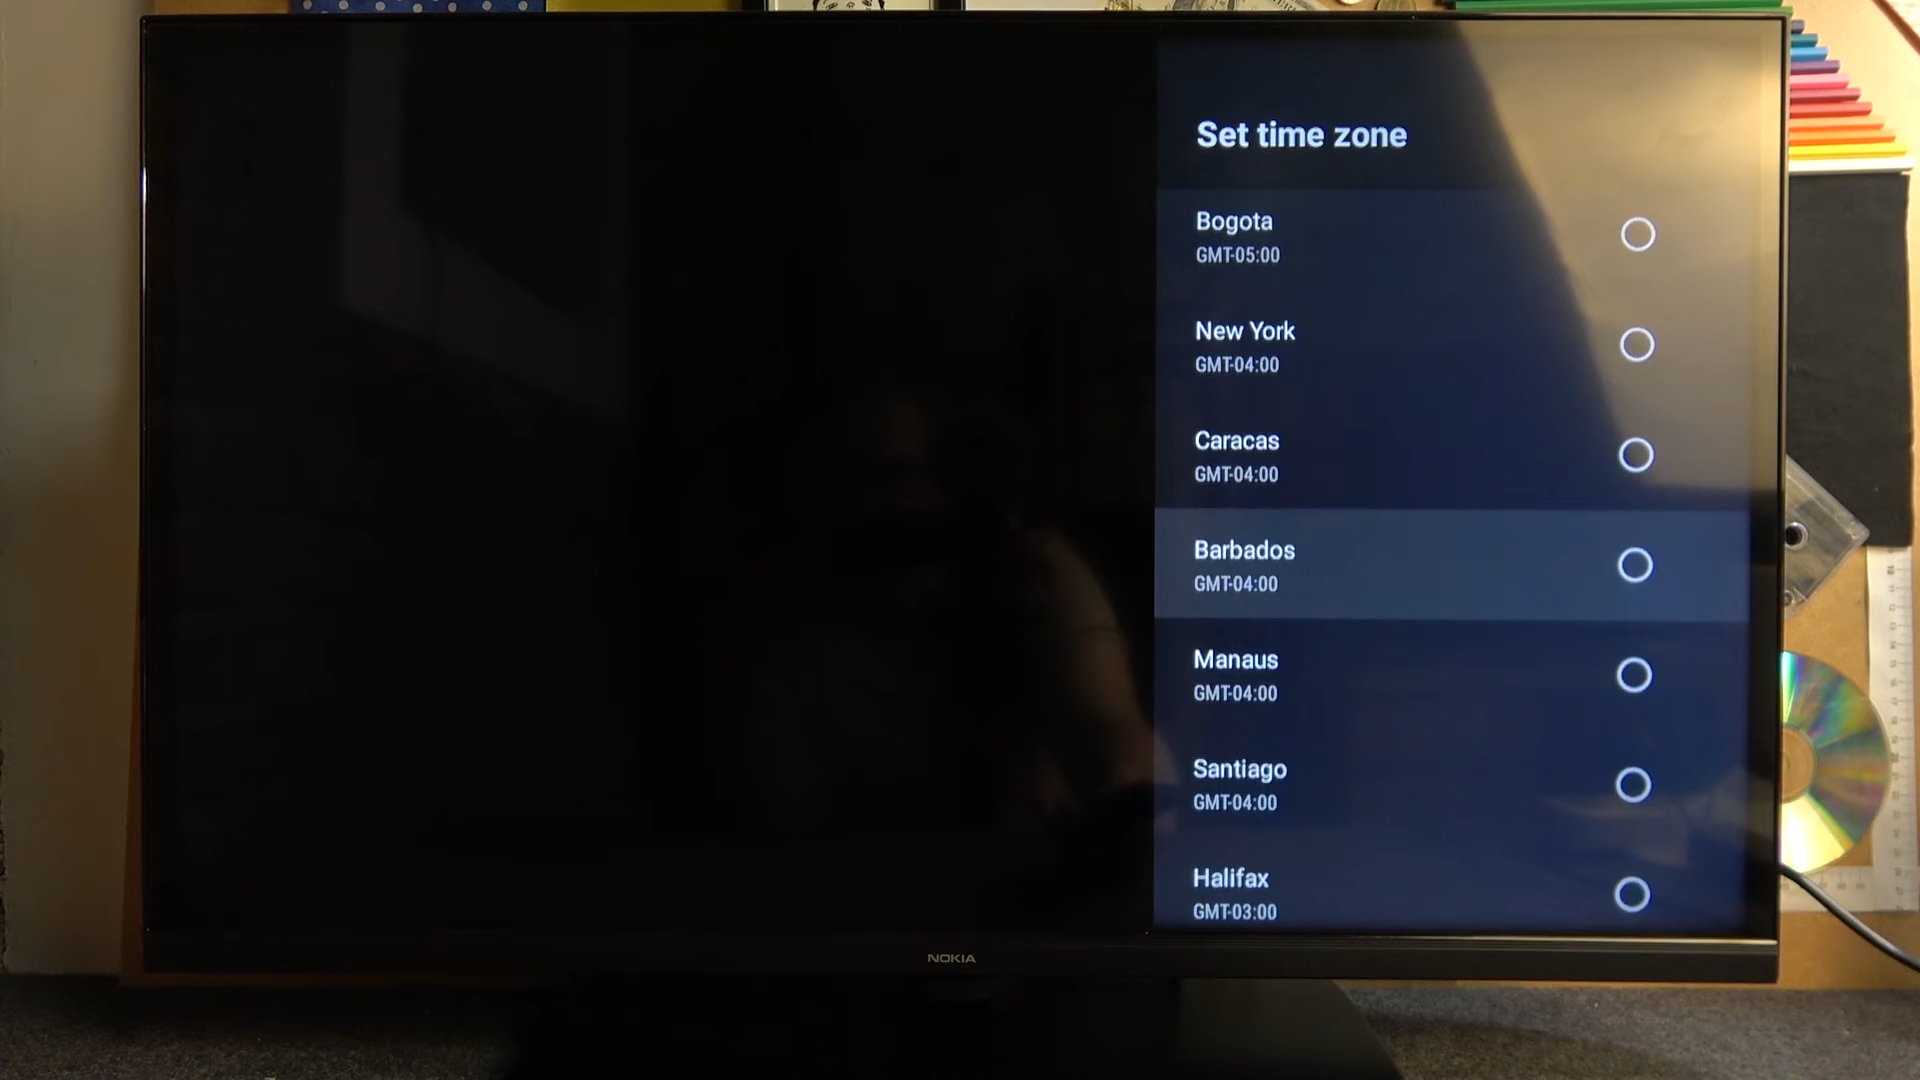 Set time zone
Bogota
GMT-05:00
New York
GMT-04:00
Caracas
GMT-04:00
Barbados
GMT-04:00
Manaus
GMT-04:00
Santiago
GMT-04:00
Halifax
GMT-03:00
NOKIA